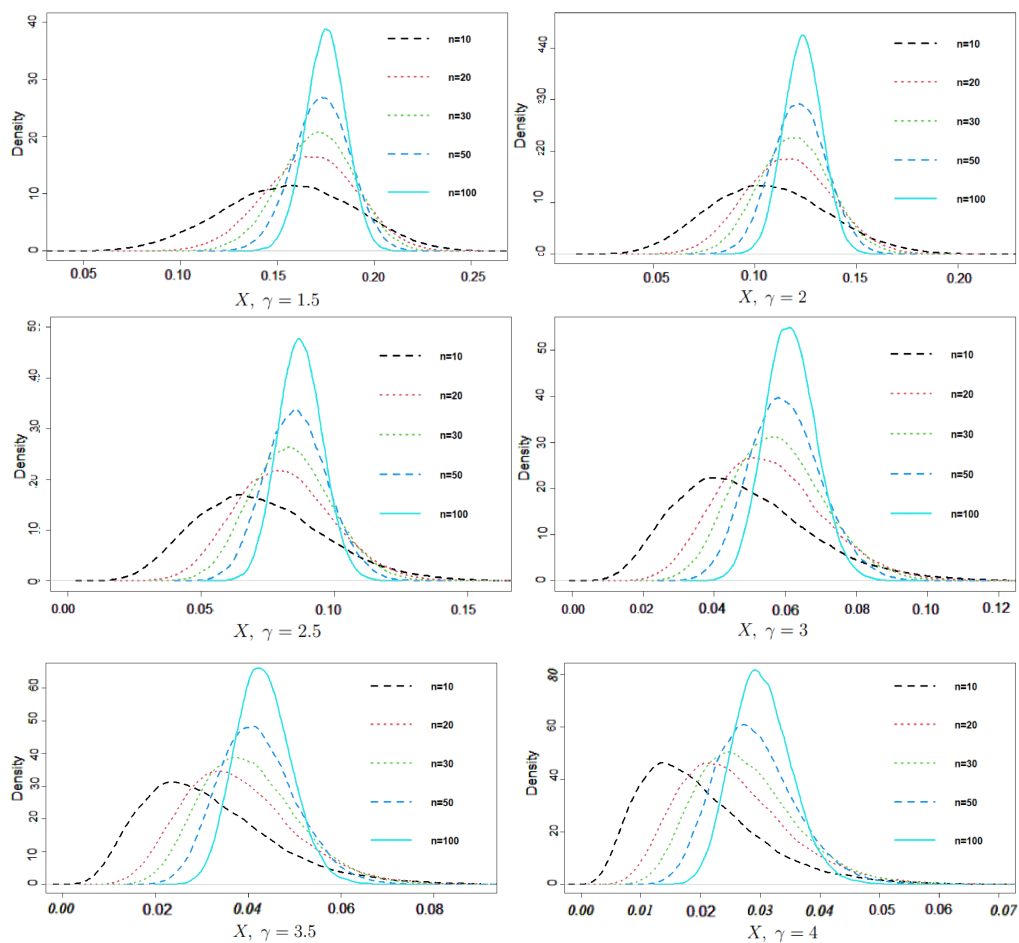 40
30
20
10
0
Density
n=10
n=20
n=30
n=50
n=100
0.05 0.10 0.15 0.20 0.25
X, γ = 1.5
440
30
20
10
0
Density
n=10
n=20
n=30
n=50
n=100
0.05 0.10 0.15 0.20
X, γ = 2
50
40
30
20
10
0
Density
n=10
n=20
n=30
n=50
n=100
0.00 0.05 0.10 0.15
X, γ = 2.5
50
40
30
20
10
0
Density
n=10
n=20
n=30
n=50
n=100
0.00 0.02 0.04 0.06 0.08 0.10 0.12
X, γ = 3
60
50
40
30
20
10
0
Density
n=10
n=20
n=30
n=50
n=100
0.00 0.02 0.04 0.06 0.08
X, γ = 3.5
80
60
40
20
0
Density
n=10
n=20
n=30
n=50
n=100
0.00 0.01 0.02 0.03 0.04 0.05 0.06 0.07
X, γ = 4